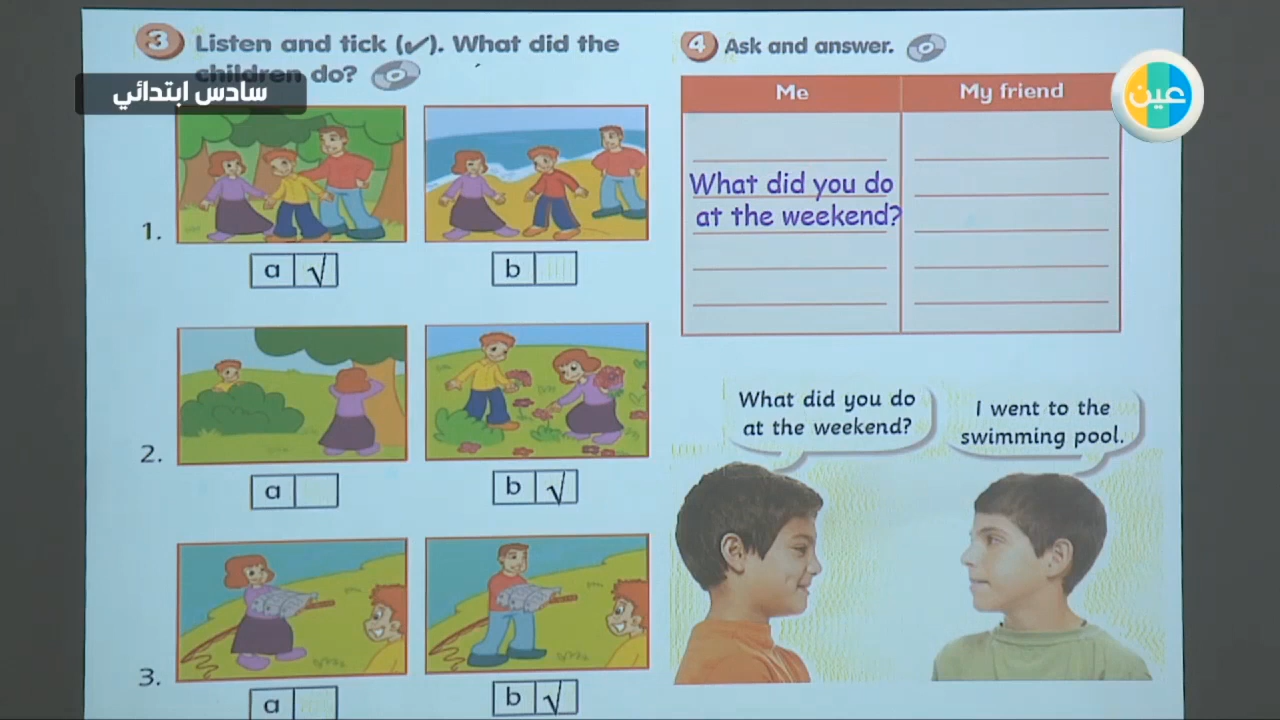 3 Listen and tick (✓). What did the
children do?
سادس ابتدائي
1.
a √
b
2.
a
b √
3.
a
b √
4 Ask and answer.
عين
Me My friend
What did you do
at the weekend?
What did you do
at the weekend?
I went to the
swimming pool.